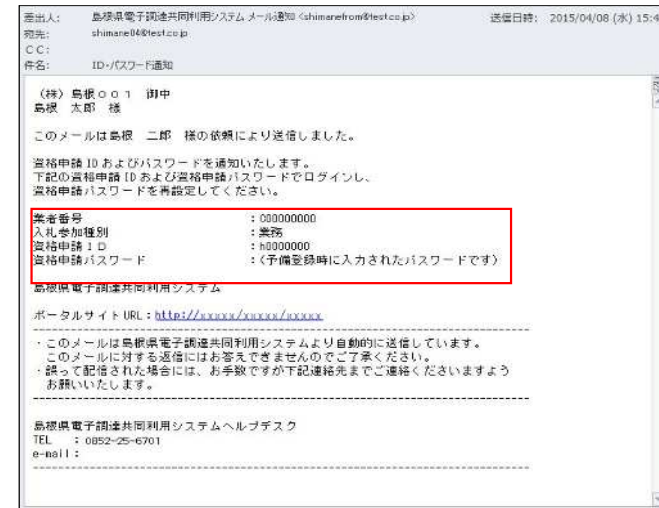 差出人: 島根県電子調達共同利用システム メール通知 <shimanefrom@test.co.jp> 送信日時: 2015/04/08 (水) 15:4
宛先: shimane04@test.co.jp
CC:
件名: ID・パスワード通知
(株)島根○○1 御中
島根 太郎 様
このメールは島根 二郎 様の依頼により送信しました。
資格申請IDおよびパスワードを通知いたします。
下記の資格申請IDおよび資格申請パスワードでログインし、
資格申請パスワードを再設定してください。
業者番号 :000000000
入札参加種別 :業務
資格申請ID :h0000000
資格申請パスワード :(予備登録時に入力されたパスワードです)
島根県電子調達共同利用システム
ポータルサイトURL:http://xxxxx/xxxxx/xxxxx
--------------------------------------------------
・このメールは島根県電子調達共同利用システムより自動的に送信しています。
このメールに対する返信にはお答えできませんのでご了承ください。
・誤って配信された場合には、お手数ですが下記連絡先までご連絡くださいますよう
お願いいたします。
--------------------------------------------------
島根県電子調達共同利用システムヘルプデスク
TEL :0852-25-6701
e-mail:
--------------------------------------------------